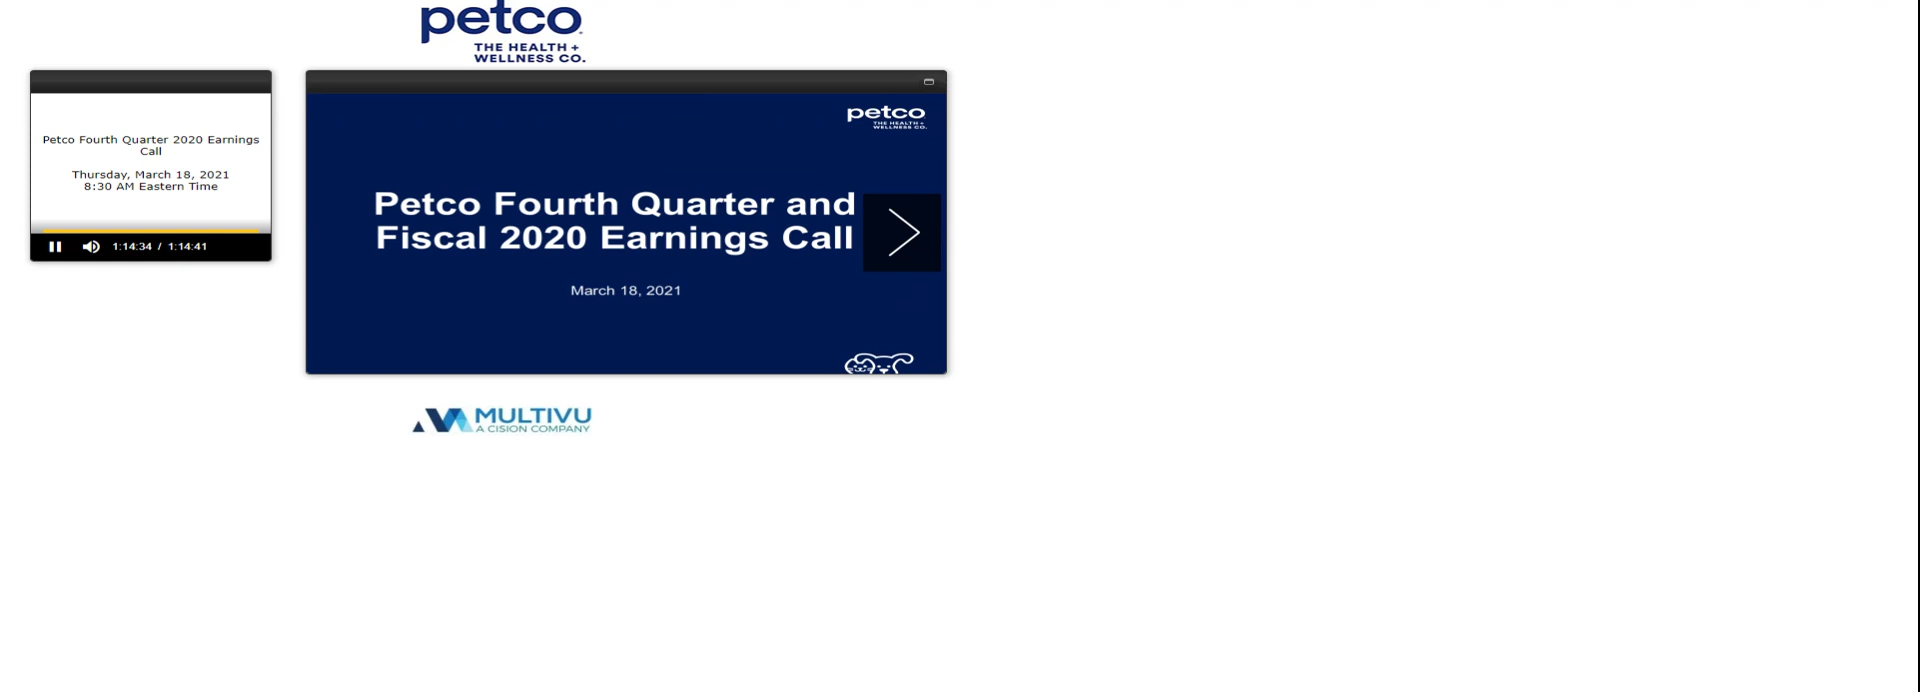 petco
THE HEALTH +
WELLNESS CO.
Petco Fourth Quarter 2020 Earnings
Call
Thursday, March 18, 2021
8:30 AM Eastern Time
1:14:34 / 1:14:41
petco
THE HEALTH +
WELLNESS CO.
Petco Fourth Quarter and
Fiscal 2020 Earnings Call
March 18, 2021
MULTIVU
A CISION COMPANY